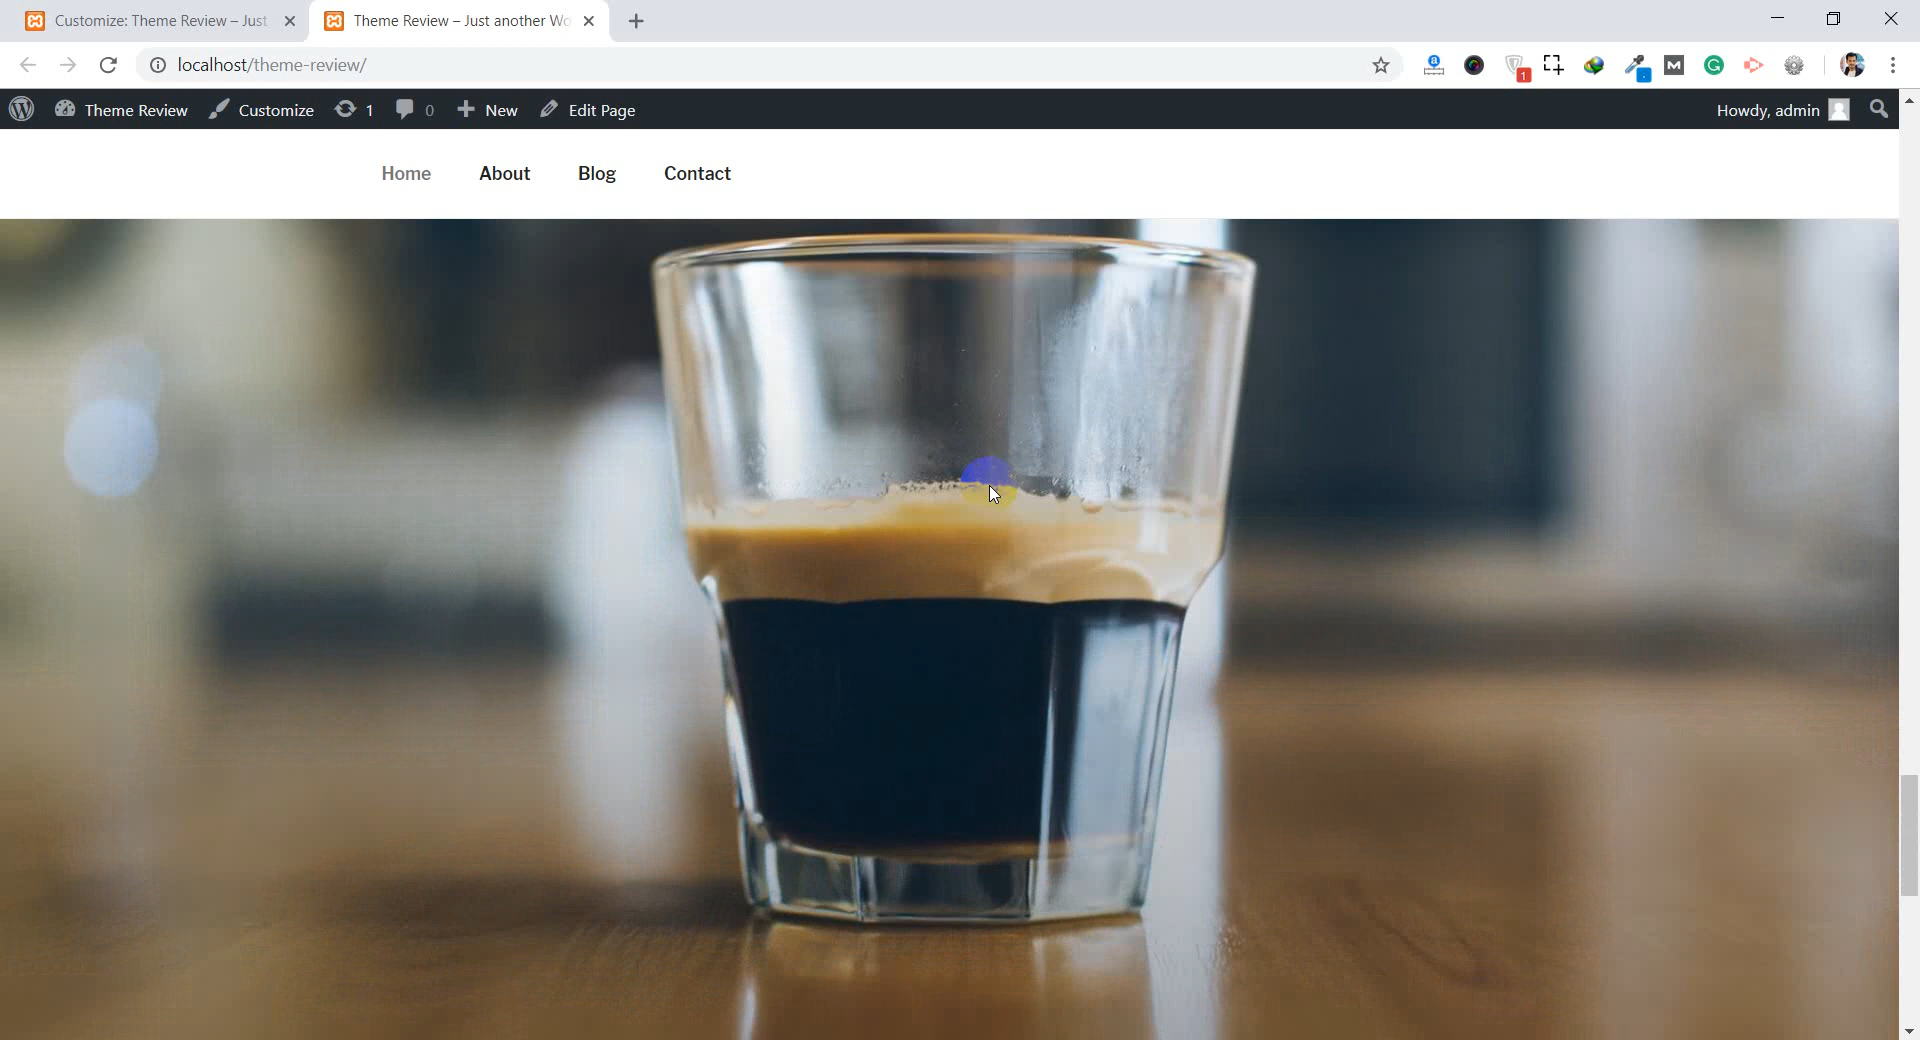 Customize: Theme Review – Just
Theme Review – Just another Wo
localhost/theme-review/
1
Theme Review
Customize
1
0
New
Edit Page
Howdy, admin
Home
About
Blog
Contact